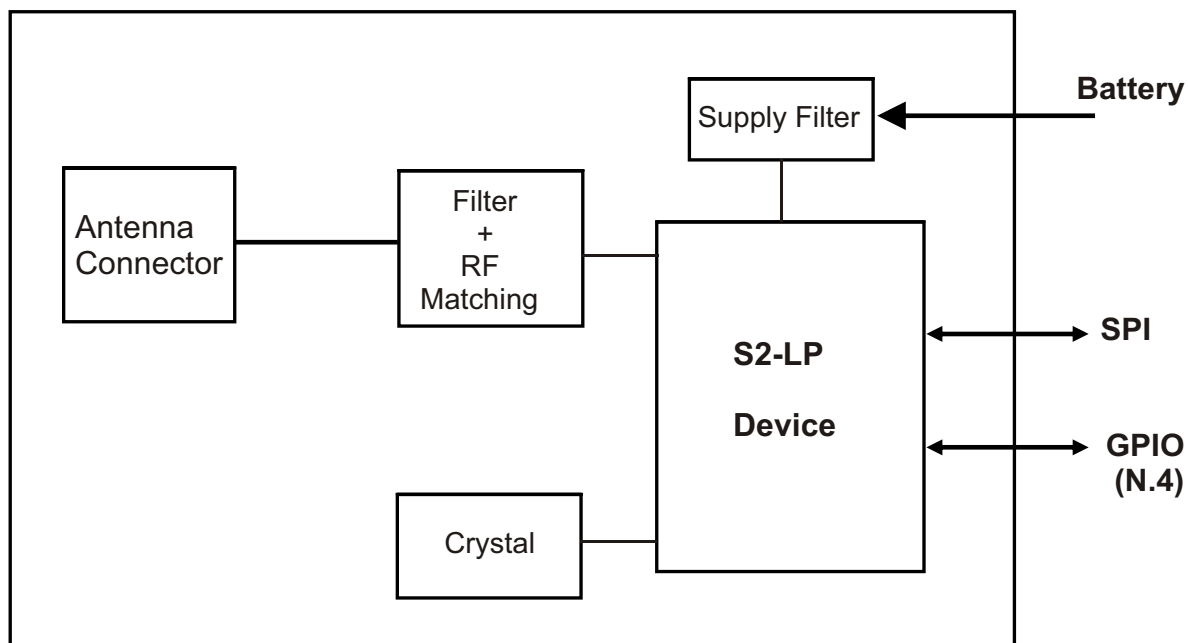 Battery
Supply Filter
Antenna
Connector
Filter
+
RF
Matching
S2-LP
Device
SPI
GPIO
(N.4)
Crystal